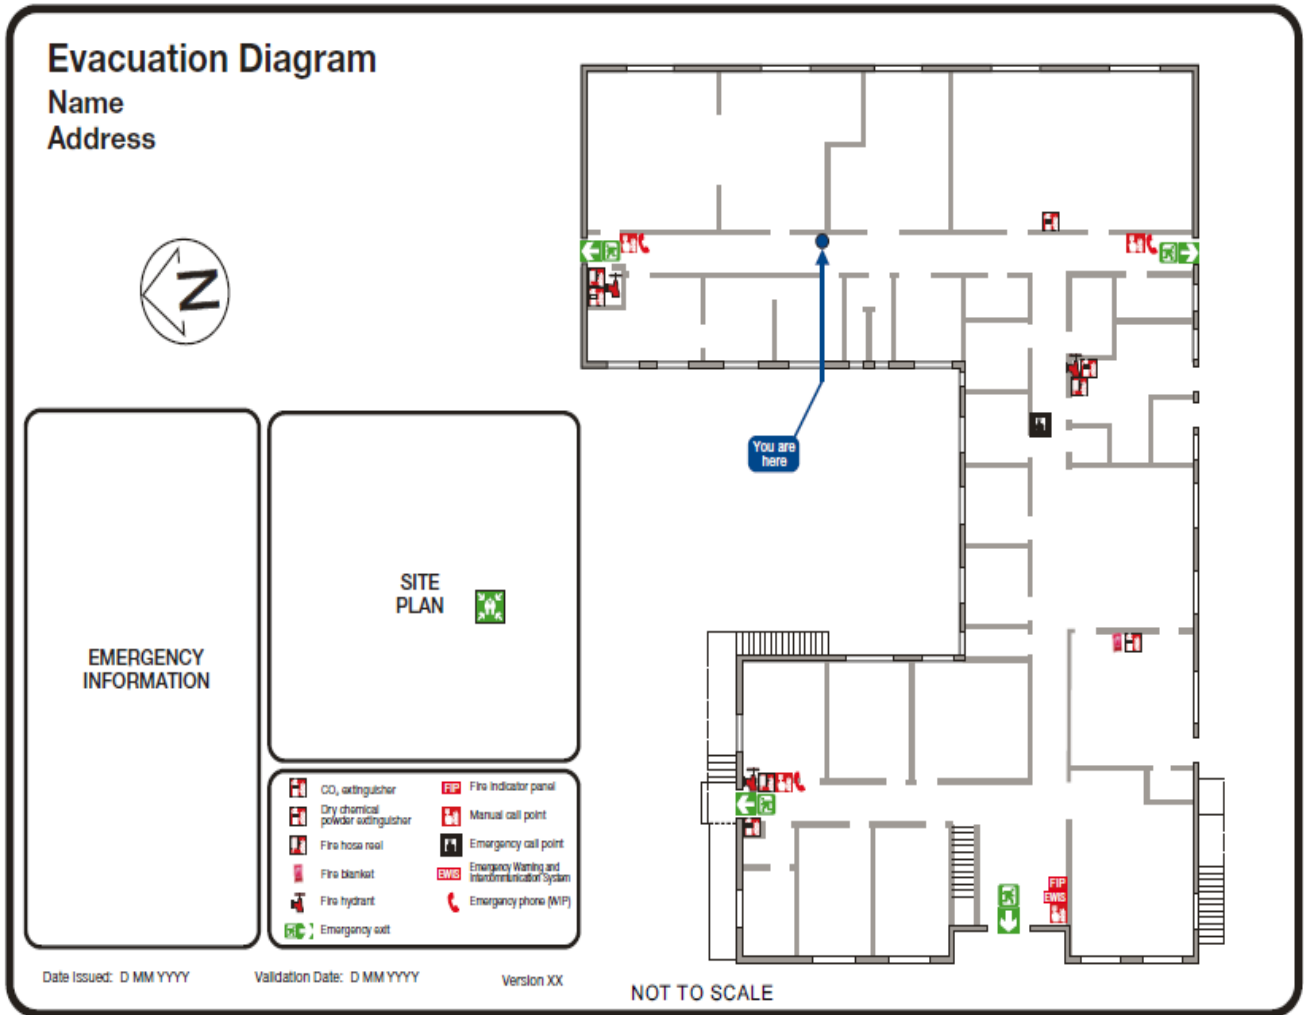 Evacuation Diagram
Name
Address
N
You are
here
EMERGENCY
INFORMATION
SITE
PLAN
CO₂ extinguisher
Dry chemical
powder extinguisher
Fire hose reel
Fire blanket
Fire hydrant
Emergency exit
FIP Fire indicator panel
Manual call point
Emergency call point
EWIS Emergency Warning and
Intercommunication System
Emergency phone (WIP)
FIP
EWIS
Date Issued: D MM YYYY
Validation Date: D MM YYYY
Version XX
NOT TO SCALE